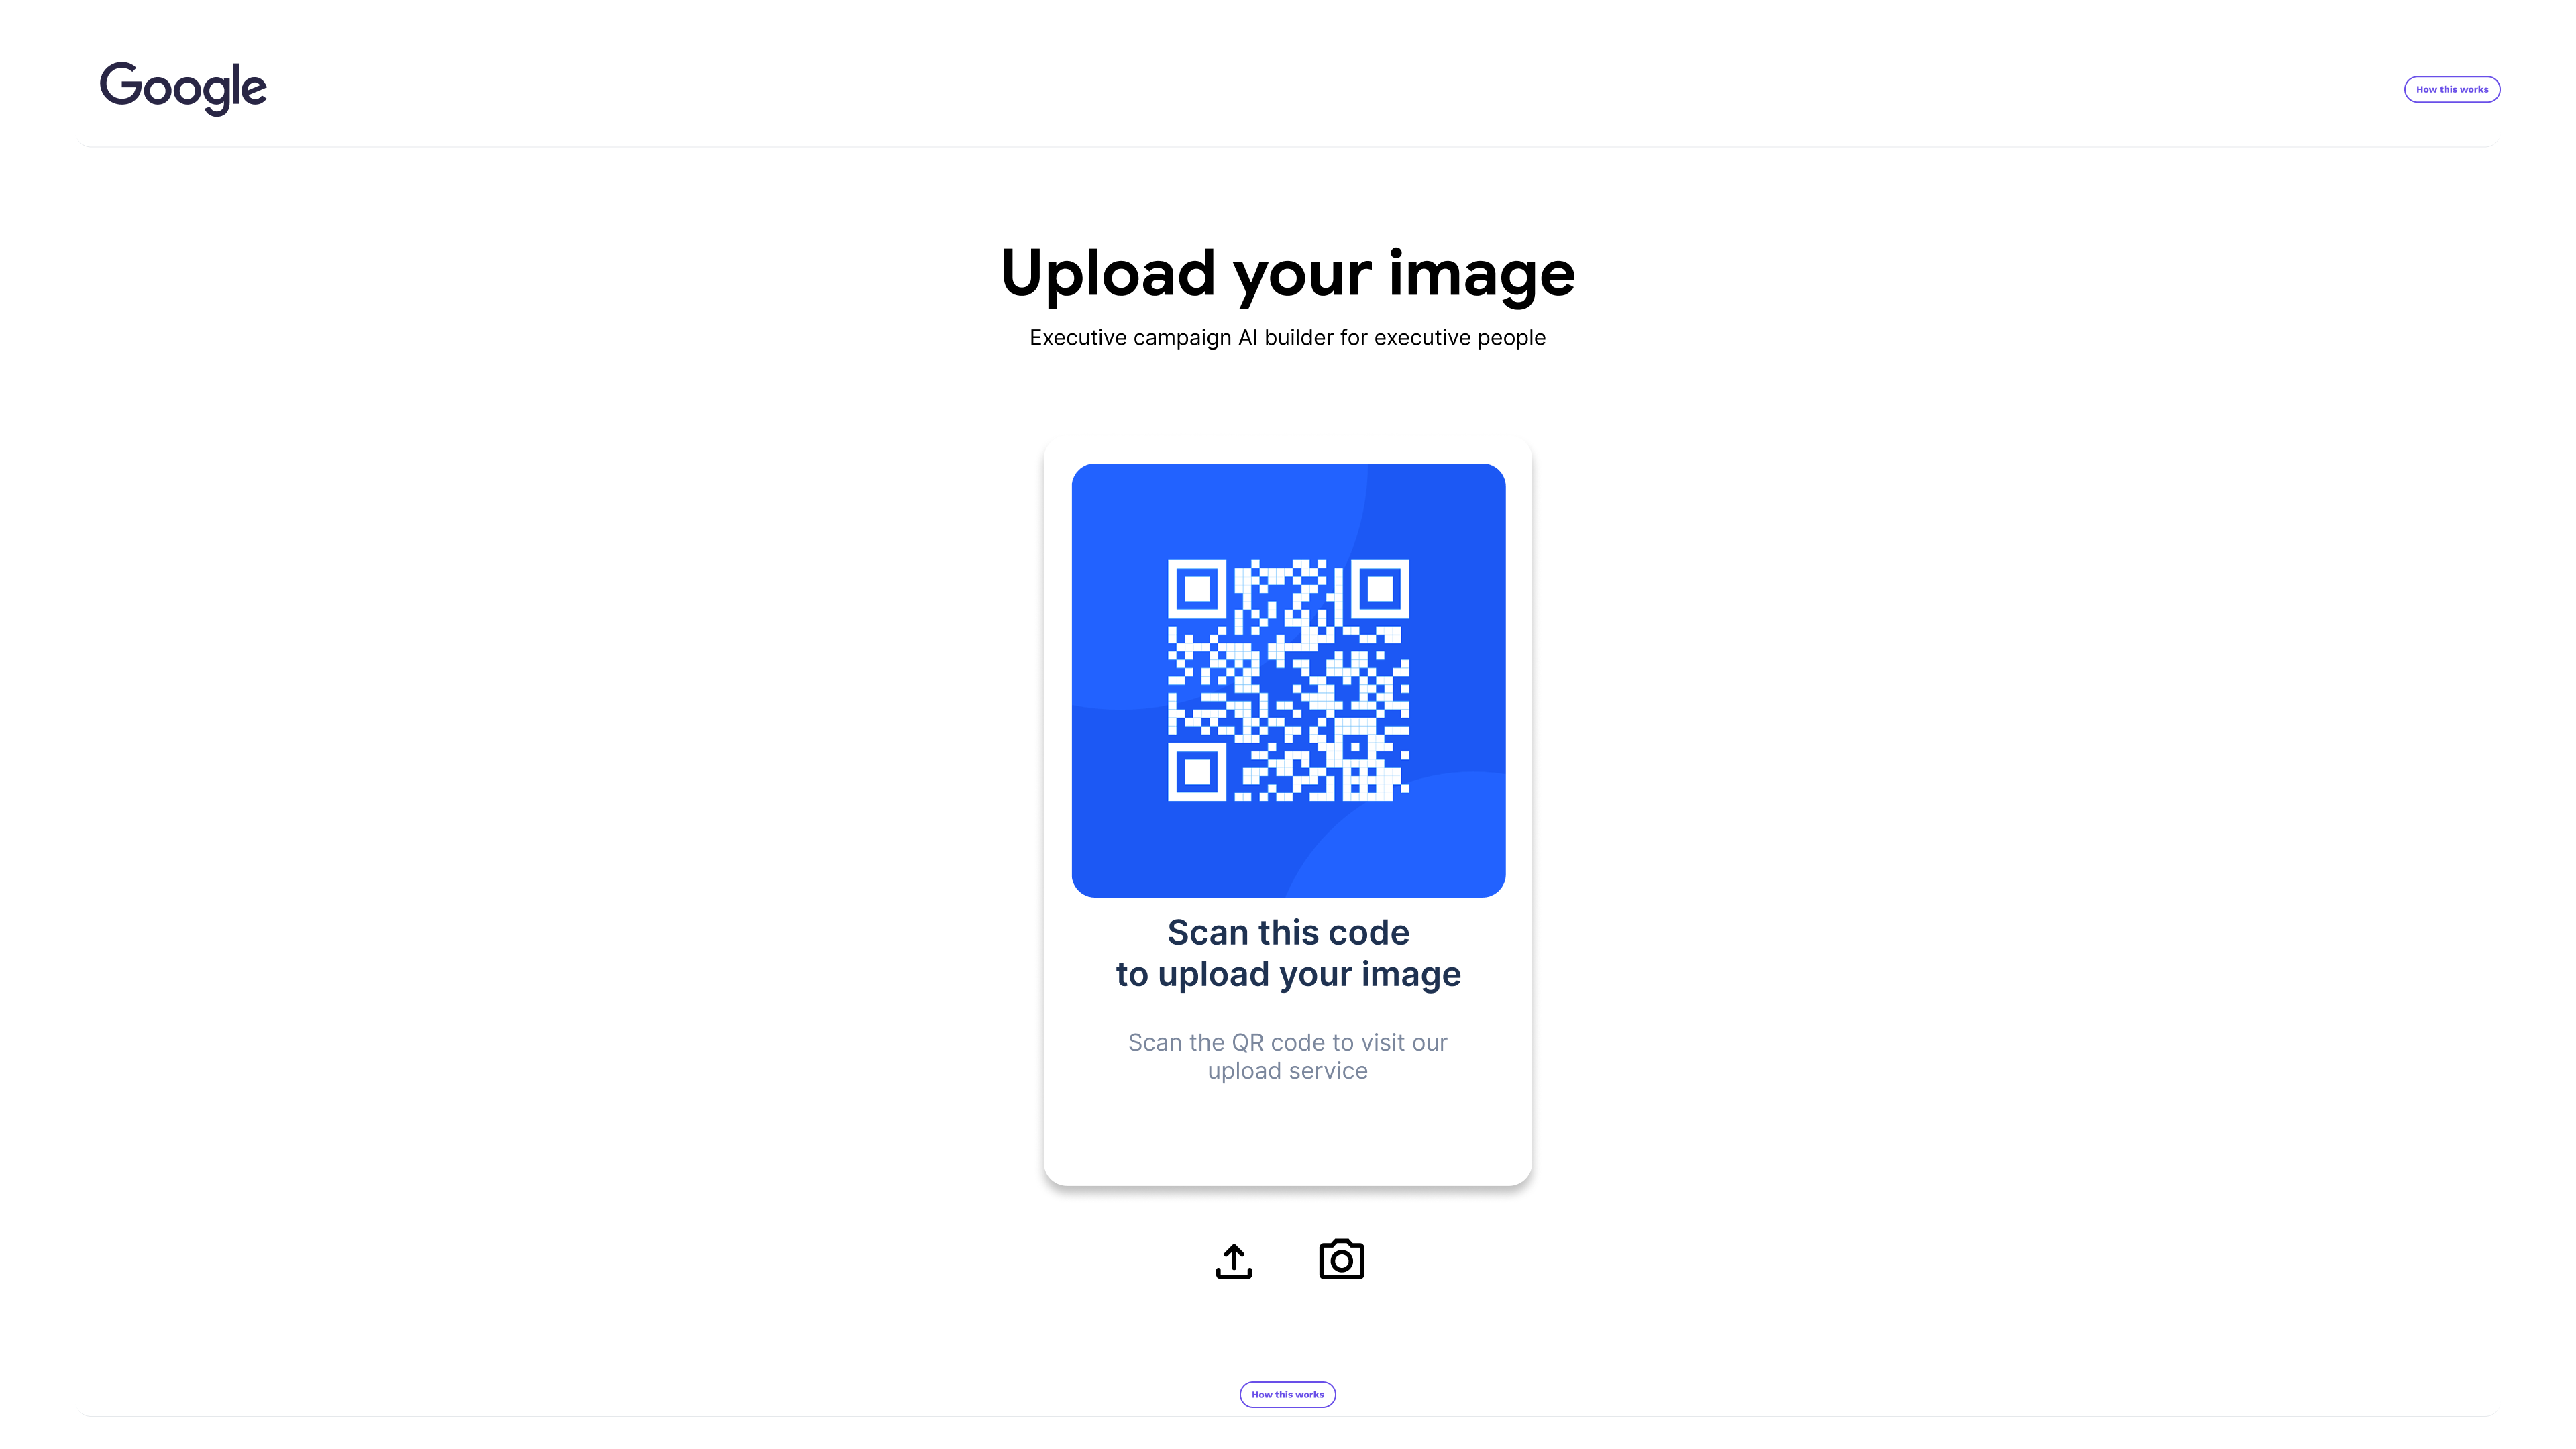 Google
How this works
Upload your image
Executive campaign AI builder for executive people
Scan this code
to upload your image
Scan the QR code to visit our
upload service
How this works